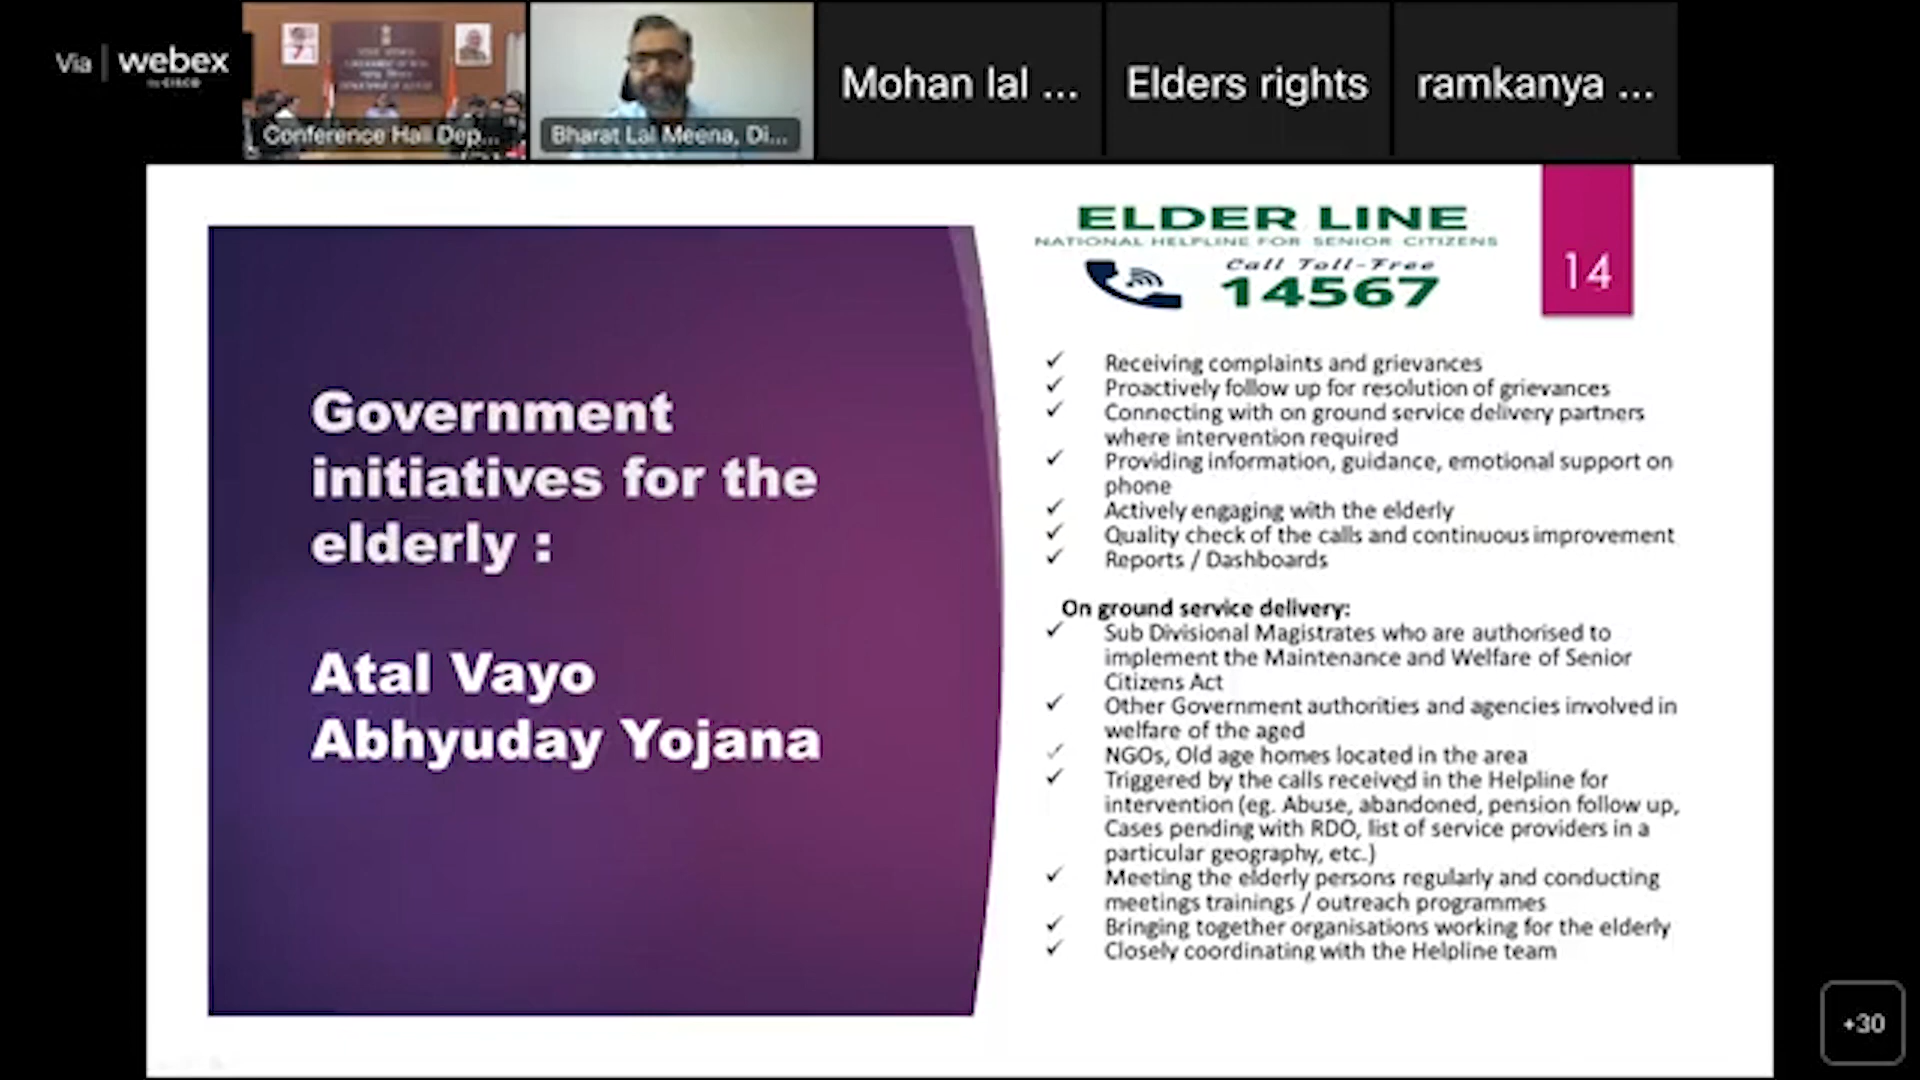 Via webex
by CISCO
Conference Hall Dep...
Bharat Lal Meena, Di...
Mohan lal ...
Elders rights
ramkanya ...
ELDER LINE
NATIONAL HELPLINE FOR SENIOR CITIZENS
Call Toll-Free
14567
14
Government
initiatives for the
elderly :
Atal Vayo
Abhyuday Yojana
✓ Receiving complaints and grievances
✓ Proactively follow up for resolution of grievances
✓ Connecting with on ground service delivery partners
where intervention required
✓ Providing information, guidance, emotional support on
phone
✓ Actively engaging with the elderly
✓ Quality check of the calls and continuous improvement
✓ Reports / Dashboards
On ground service delivery:
✓ Sub Divisional Magistrates who are authorised to
implement the Maintenance and Welfare of Senior
Citizens Act
✓ Other Government authorities and agencies involved in
welfare of the aged
✓ NGOs, Old age homes located in the area
✓ Triggered by the calls received in the Helpline for
intervention (eg. Abuse, abandoned, pension follow up,
Cases pending with RDO, list of service providers in a
particular geography, etc.)
✓ Meeting the elderly persons regularly and conducting
meetings trainings / outreach programmes
✓ Bringing together organisations working for the elderly
✓ Closely coordinating with the Helpline team
+30